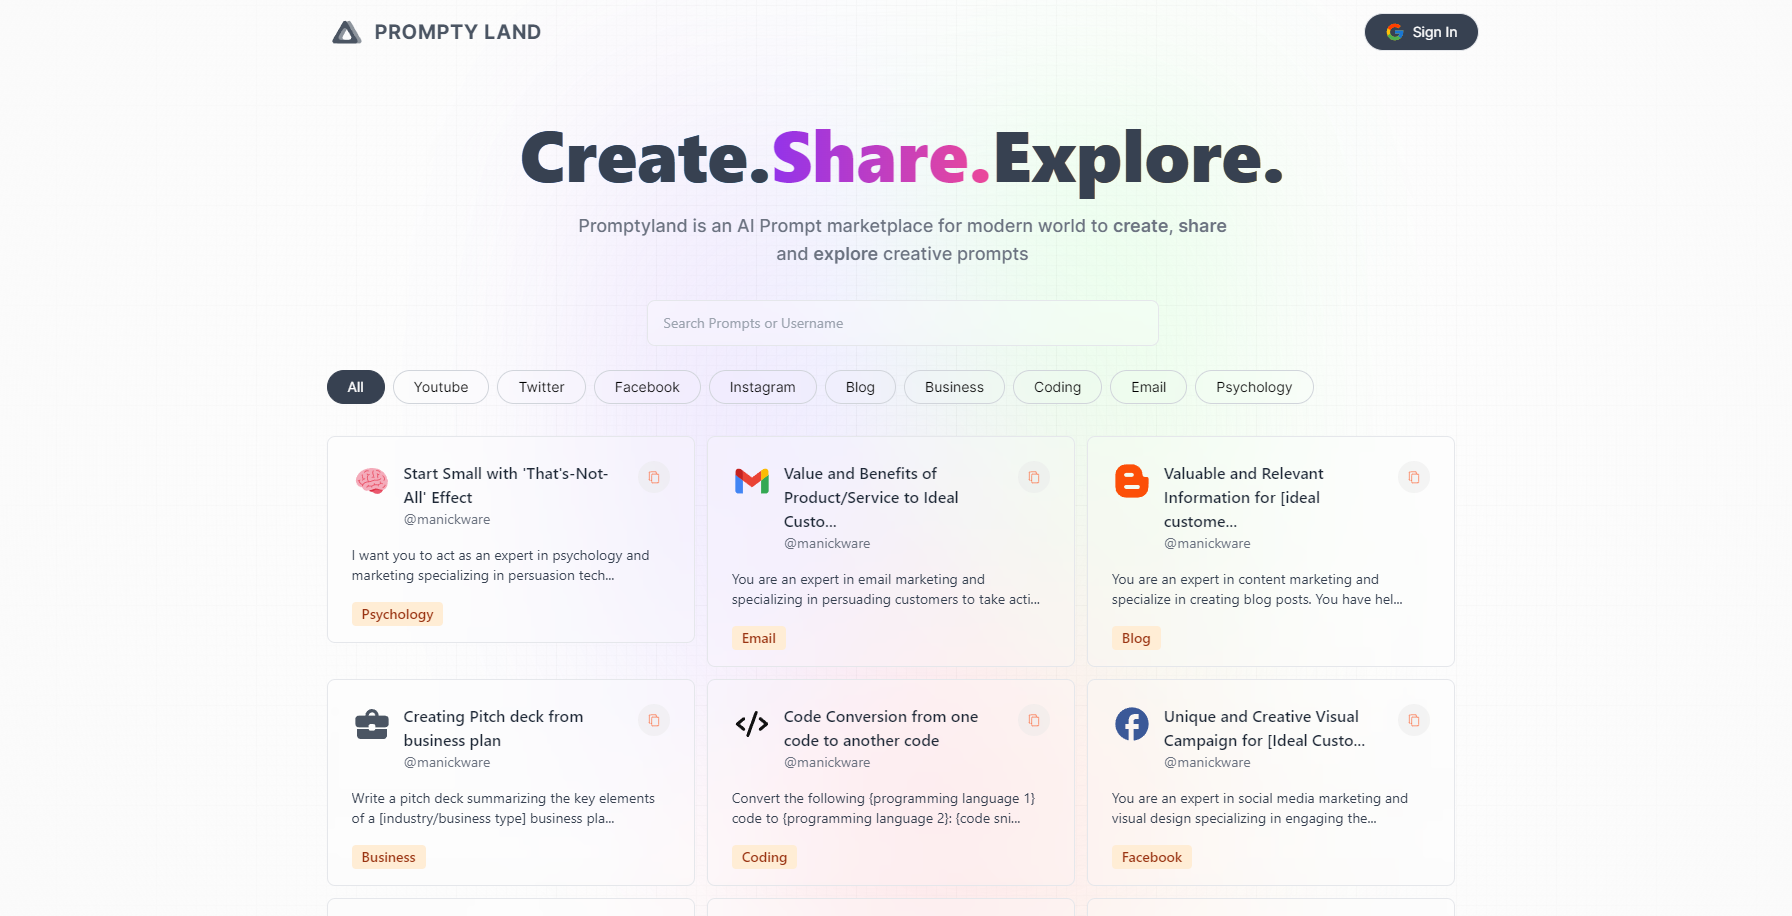 PROMPTY LAND
Sign In
Create.Share.Explore.
Promptyland is an AI Prompt marketplace for modern world to create, share
and explore creative prompts
Search Prompts or Username
All
Youtube
Twitter
Facebook
Instagram
Blog
Business
Coding
Email
Psychology
Start Small with 'That's-Not-
All' Effect
@manickware
I want you to act as an expert in psychology and
marketing specializing in persuasion tech...
Psychology
Value and Benefits of
Product/Service to Ideal
Custo...
@manickware
You are an expert in email marketing and
specializing in persuading customers to take acti...
Email
Valuable and Relevant
Information for [ideal
custome...
@manickware
You are an expert in content marketing and
specialize in creating blog posts. You have hel...
Blog
Creating Pitch deck from
business plan
@manickware
Write a pitch deck summarizing the key elements
of a [industry/business type] business pla...
Business
Code Conversion from one
code to another code
@manickware
Convert the following {programming language 1}
code to {programming language 2}: {code sni...
Coding
Unique and Creative Visual
Campaign for [Ideal Custo...
@manickware
You are an expert in social media marketing and
visual design specializing in engaging the...
Facebook